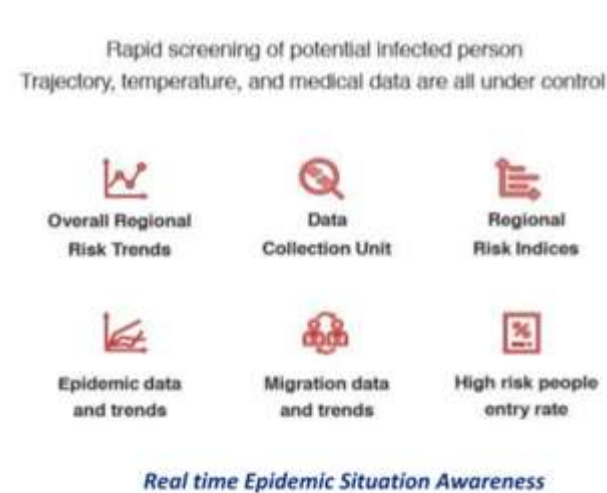 Rapid screening of potential infected person
Trajectory, temperature, and medical data are all under control
Overall Regional
Risk Trends
Data
Collection Unit
Regional
Risk Indices
Epidemic data
and trends
Migration data
and trends
%
High risk people
entry rate
Real time Epidemic Situation Awareness